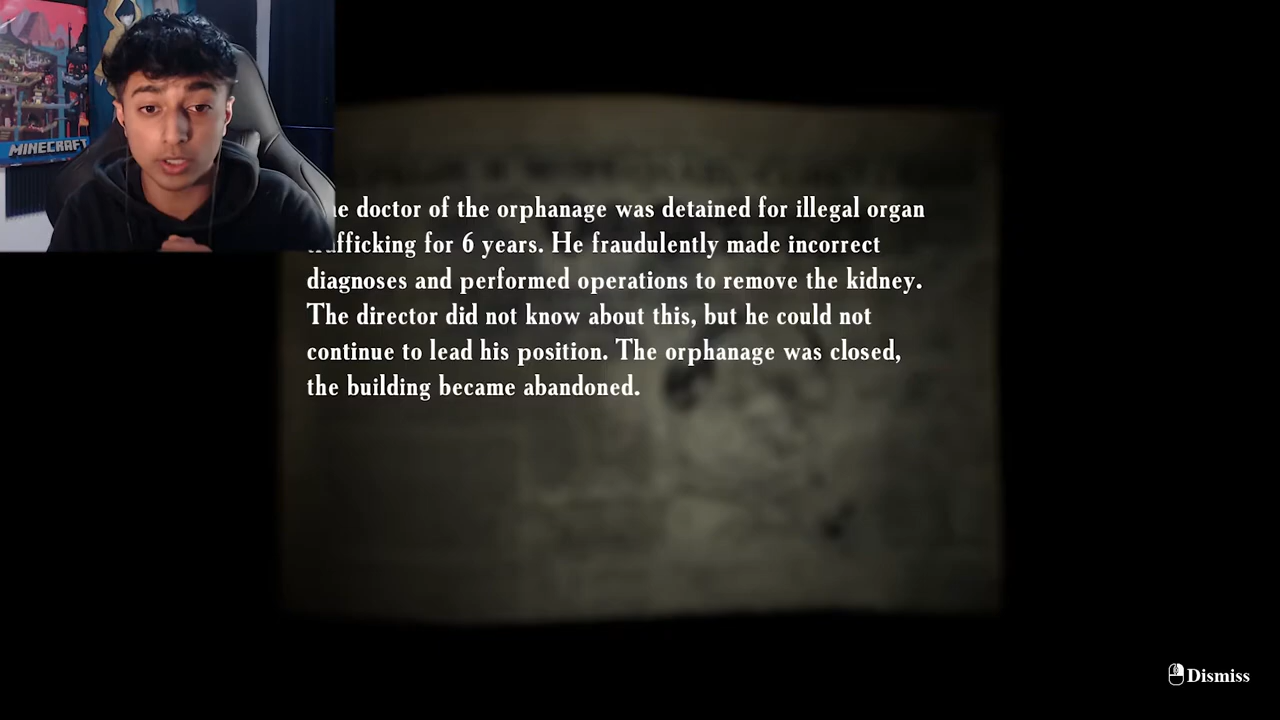 MINECRAFT
doctor of the orphanage was detained for illegal organ
for 6 years. He fraudulently made incorrect
diagnoses and performed operations to remove the kidney.
The director did not know about this, but he could not
continue to lead his position. The orphanage was closed,
the building became abandoned.
Dismiss